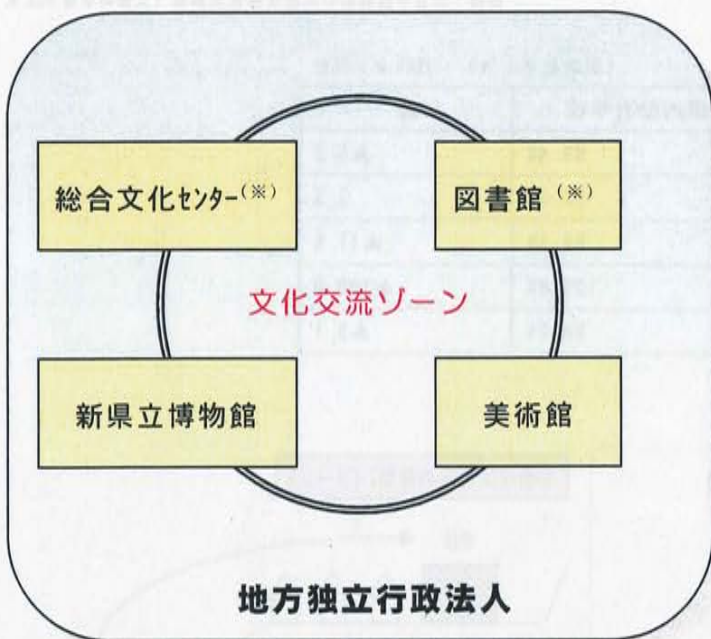 総合文化センター(※)
図書館(※)
文化交流ゾーン
新県立博物館
美術館
地方独立行政法人